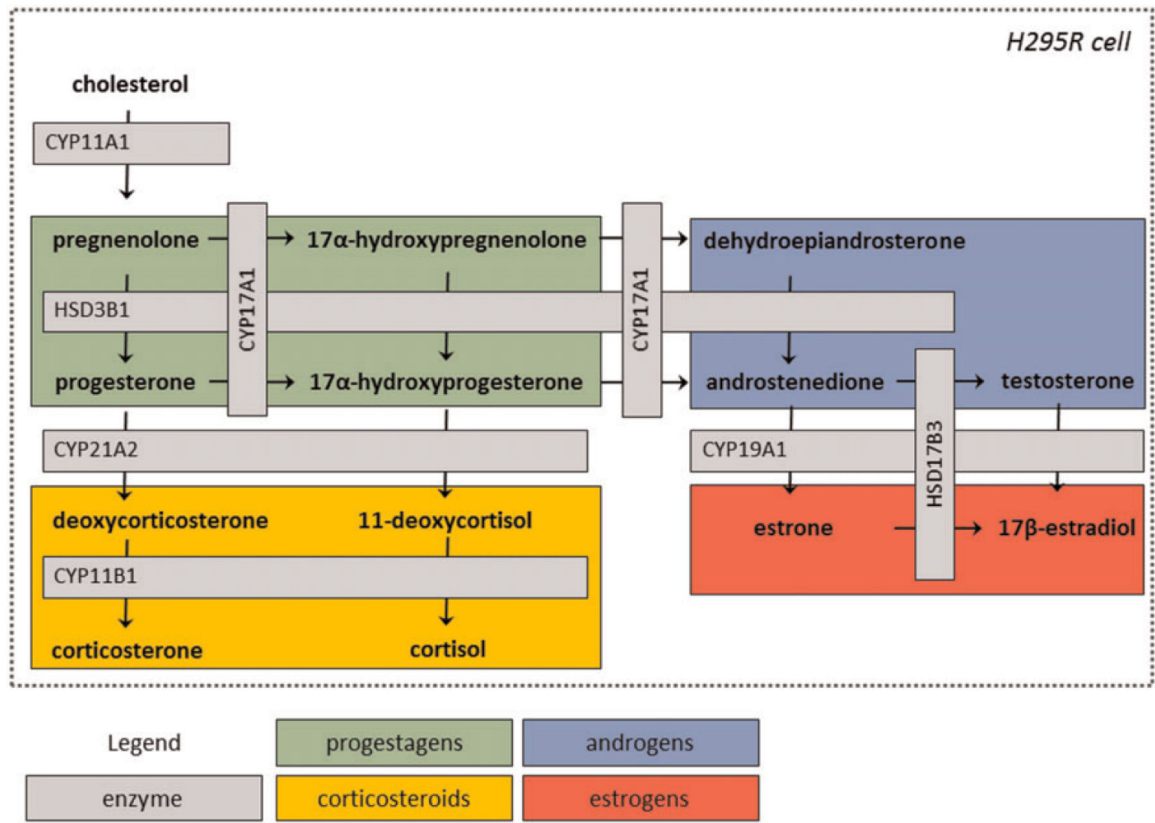 H295R cell
cholesterol
CYP11A1
pregnenolone
17α-hydroxypregnenolone
dehydroepiandrosterone
CYP17A1
CYP17A1
HSD3B1
progesterone
17α-hydroxyprogesterone
androstenedione
testosterone
CYP21A2
CYP19A1
HSD17B3
deoxycorticosterone
11-deoxycortisol
estrone
17β-estradiol
CYP11B1
corticosterone
cortisol
Legend
progestagens
androgens
enzyme
corticosteroids
estrogens